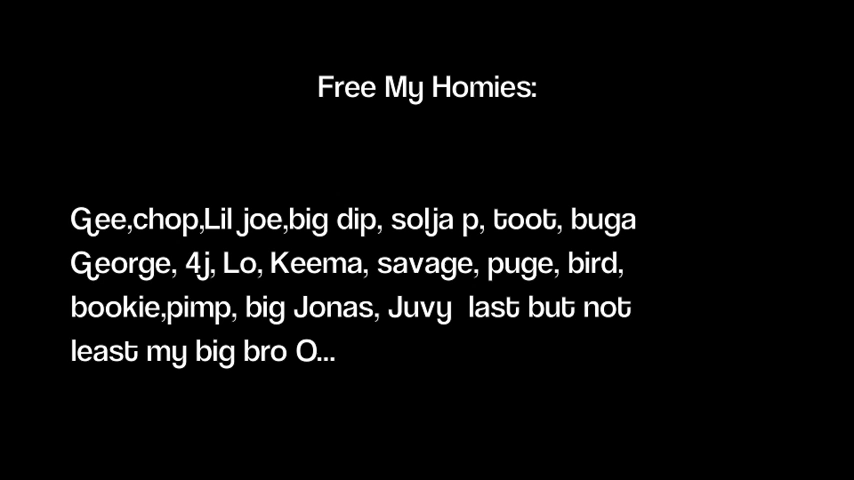 Free My Homies:
Gee,chop,Lil joe,big dip, solja p, toot, buga
George, 4j, Lo, Keema, savage, puge, bird,
bookie,pimp, big Jonas, Juvy  last but not
least my big bro O...